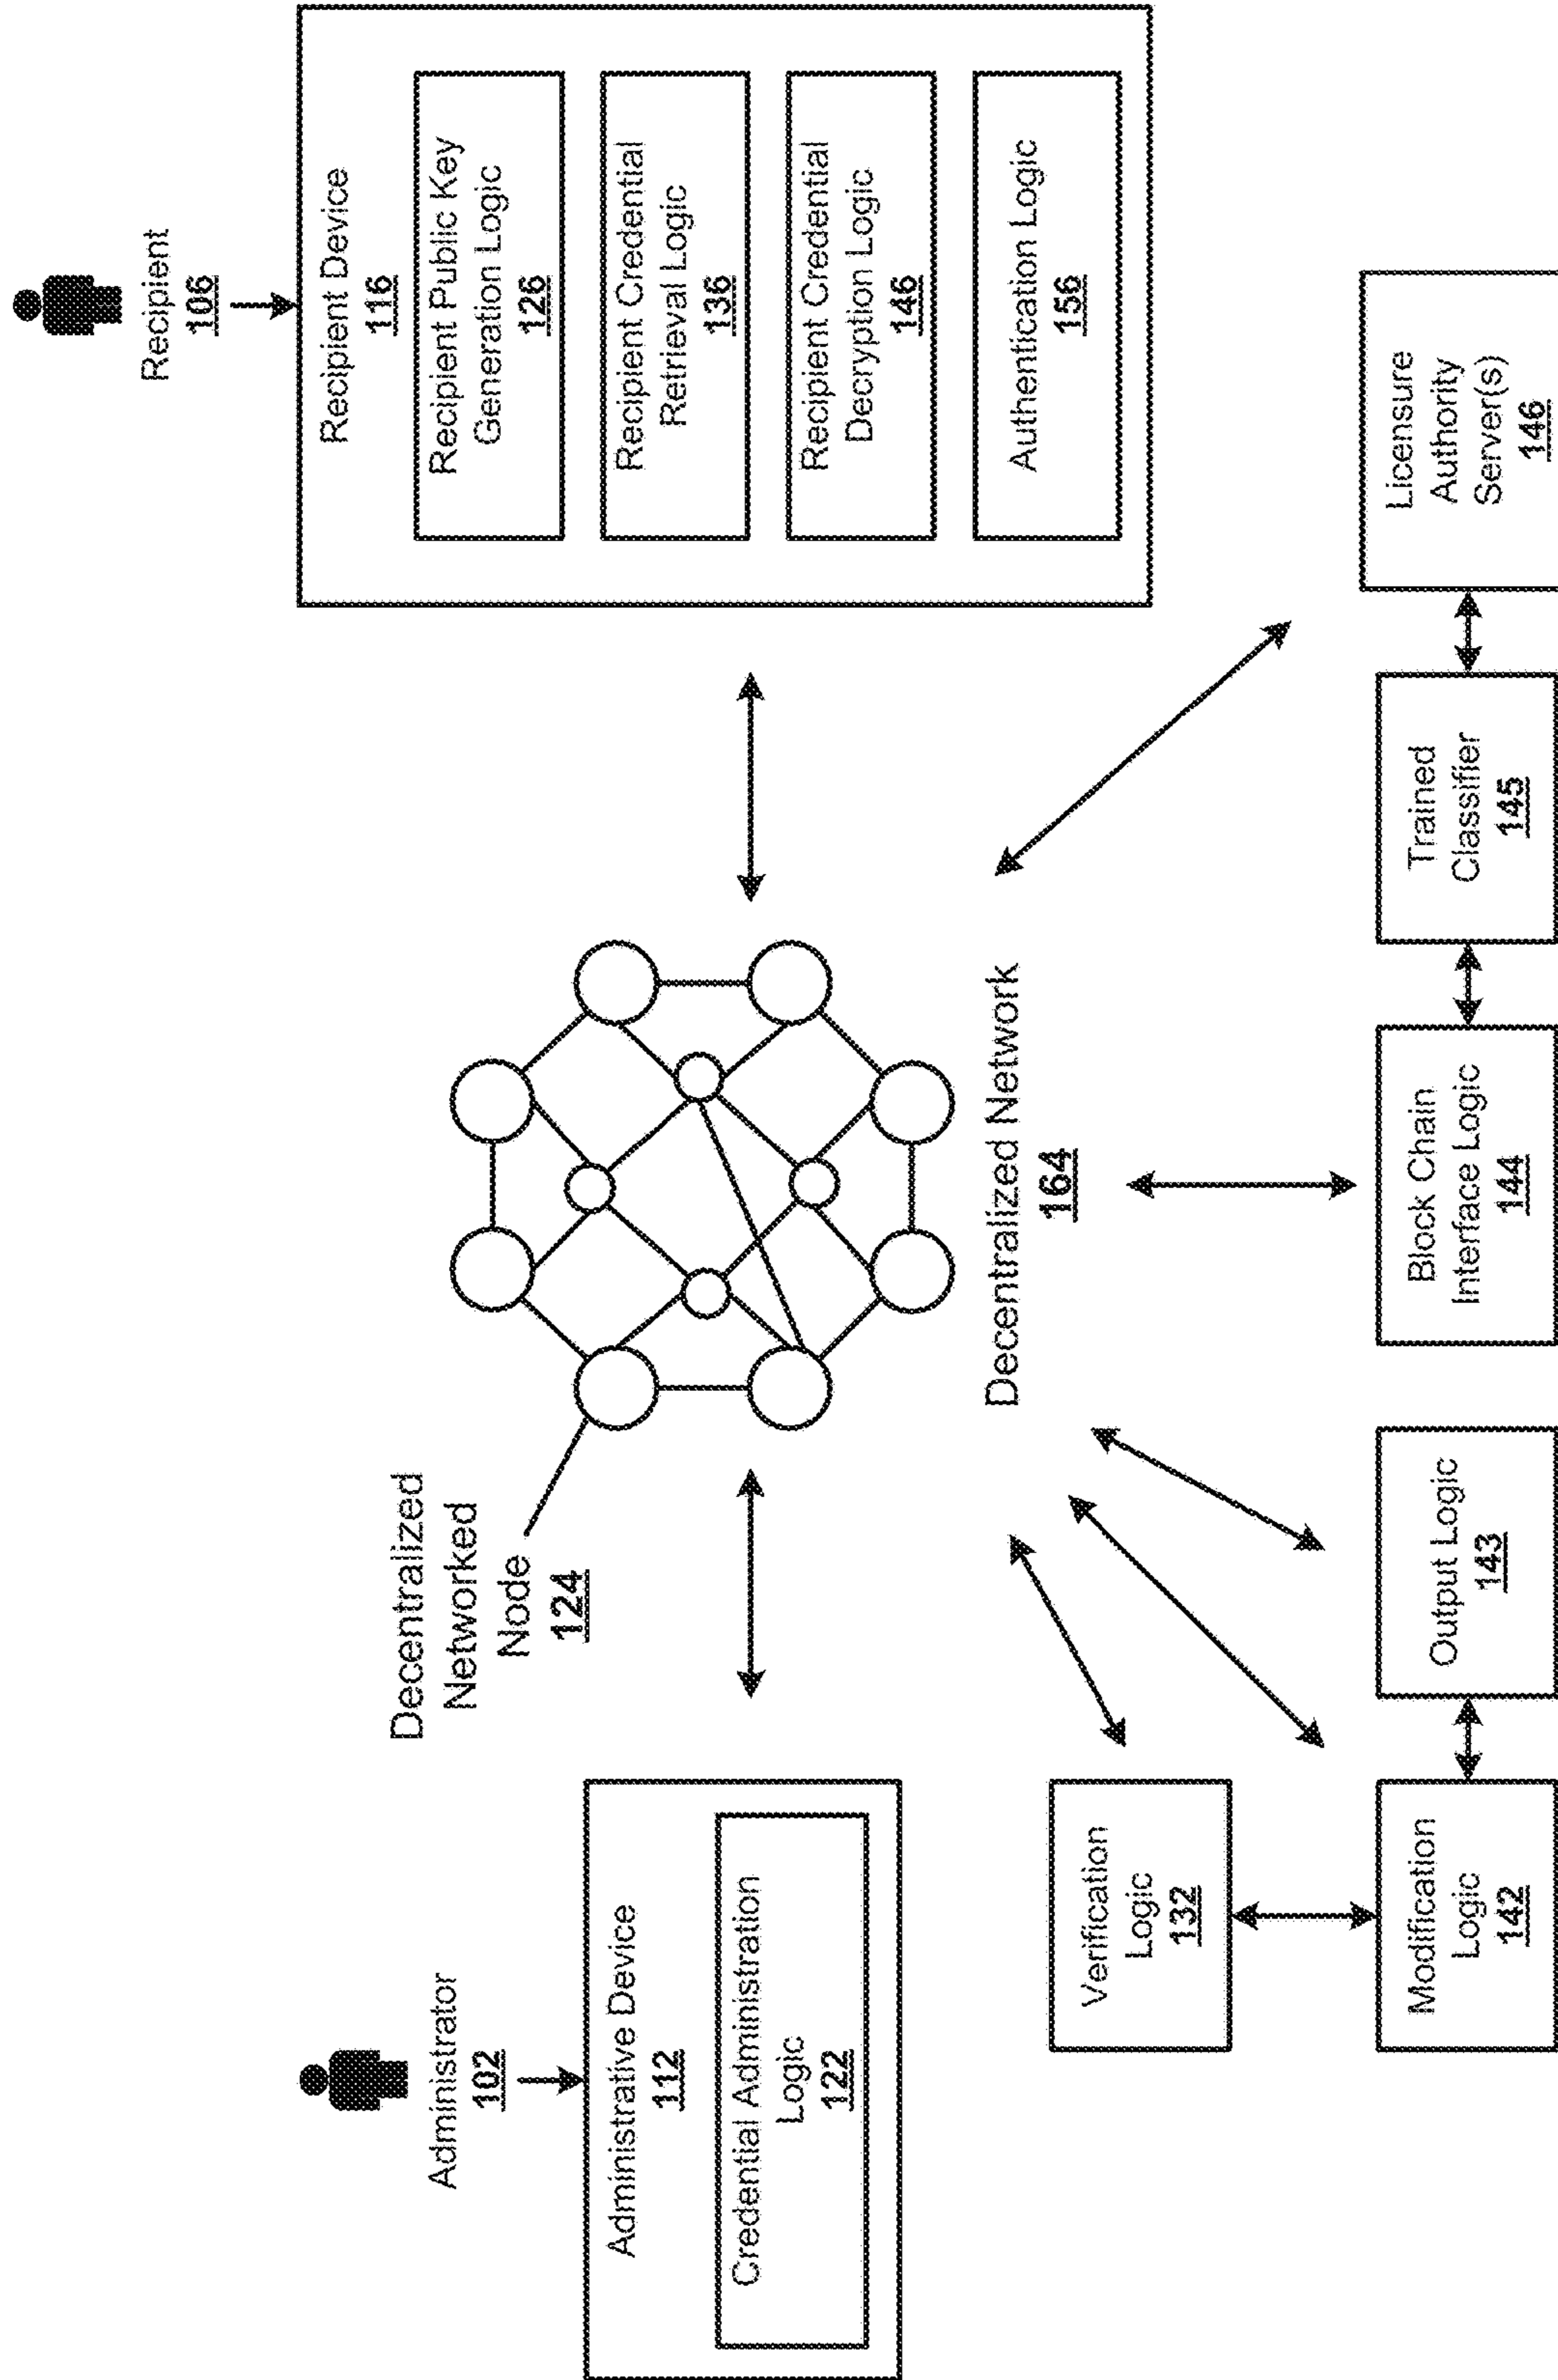 Administrator
102
Administrative Device
112
Credential Administration
Logic
122
Decentralized
Networked
Node
124
Decentralized Network
164
Recipient
106
Recipient Device
116
Recipient Public Key
Generation Logic
126
Recipient Credential
Retrieval Logic
136
Recipient Credential
Decryption Logic
146
Authentication Logic
156
Verification
Logic
132
Modification
Logic
142
Output Logic
143
Block Chain
Interface Logic
144
Trained
Classifier
145
Licensure
Authority
Server(s)
146